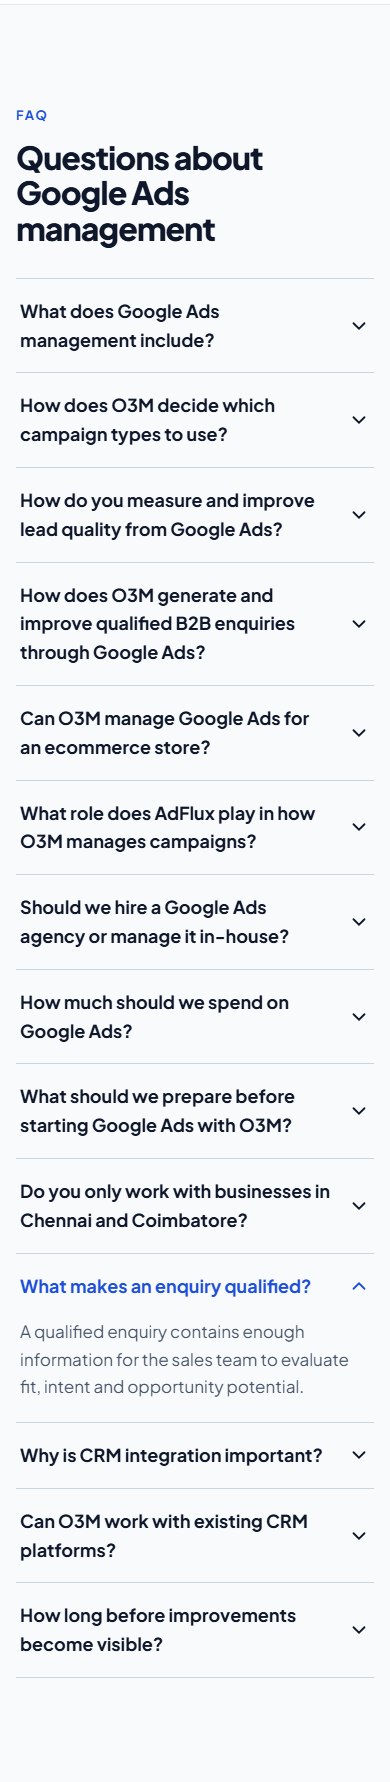 FAQ
Questions about
Google Ads
management
What does Google Ads
management include?
How does O3M decide which
campaign types to use?
How do you measure and improve
lead quality from Google Ads?
How does O3M generate and
improve qualified B2B enquiries
through Google Ads?
Can O3M manage Google Ads for
an ecommerce store?
What role does AdFlux play in how
O3M manages campaigns?
Should we hire a Google Ads
agency or manage it in-house?
How much should we spend on
Google Ads?
What should we prepare before
starting Google Ads with O3M?
Do you only work with businesses in
Chennai and Coimbatore?
What makes an enquiry qualified?
A qualified enquiry contains enough
information for the sales team to evaluate
fit, intent and opportunity potential.
Why is CRM integration important?
Can O3M work with existing CRM
platforms?
How long before improvements
become visible?